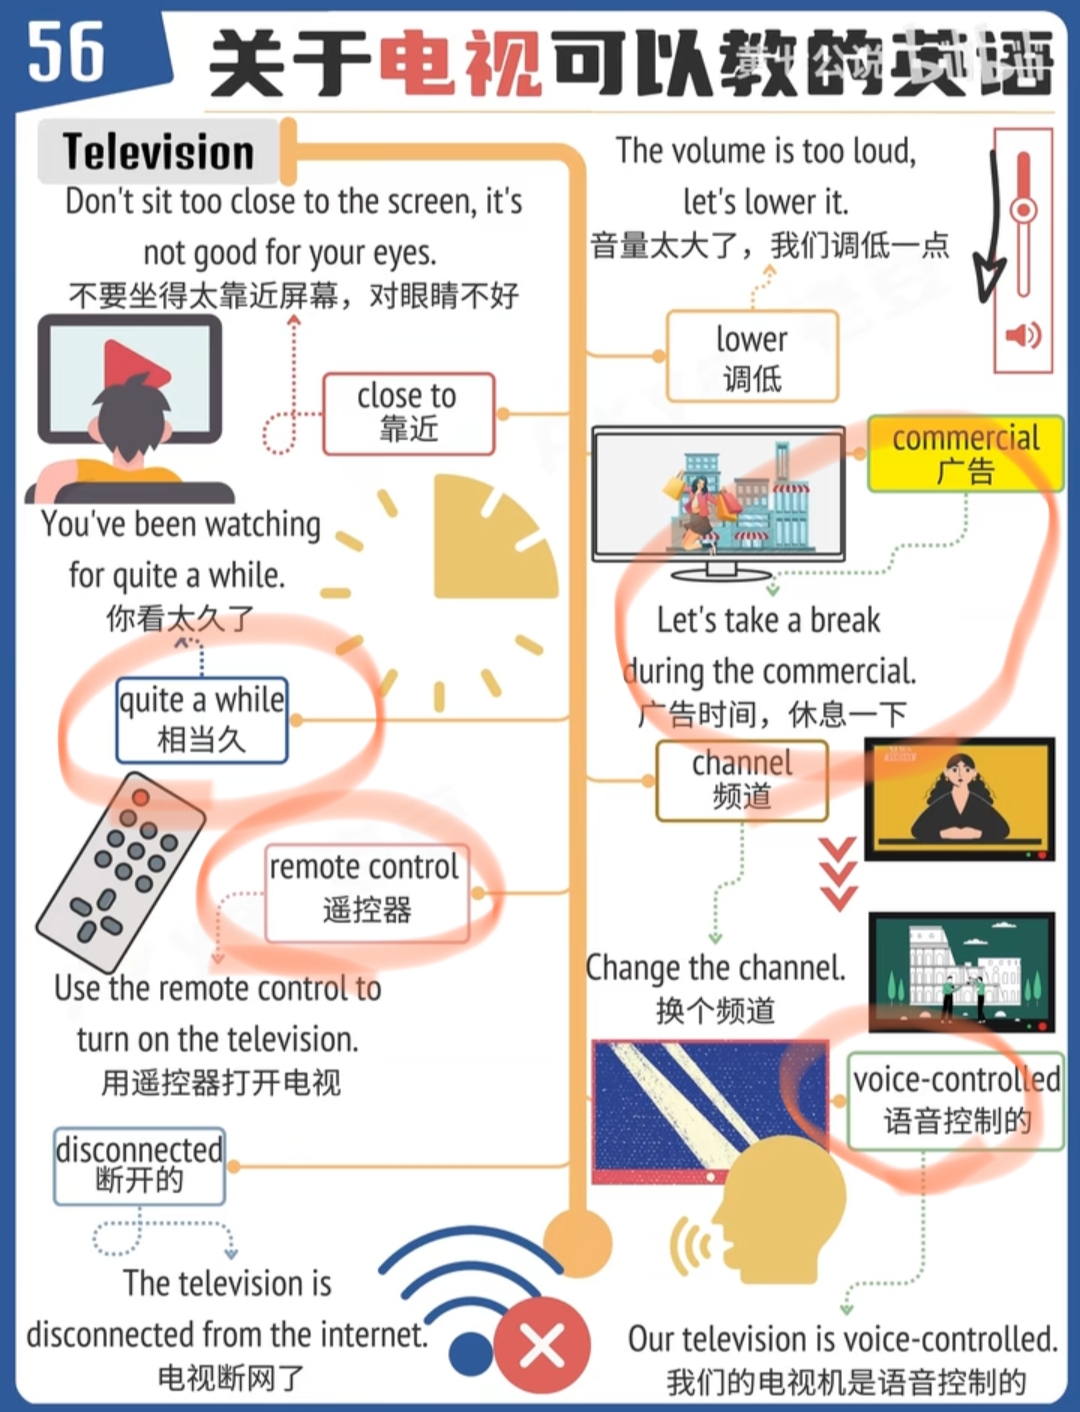 56
关于电视可以教的英语
bilibili
Television
Don't sit too close to the screen, it's
not good for your eyes.
不要坐得太靠近屏幕，对眼睛不好
close to
靠近
You've been watching
for quite a while.
你看太久了
quite a while
相当久
remote control
遥控器
Use the remote control to
turn on the television.
用遥控器打开电视
disconnected
断开的
The television is
disconnected from the internet.
电视断网了
The volume is too loud,
let's lower it.
音量太大了，我们调低一点
lower
调低
commercial
广告
Let's take a break
during the commercial.
广告时间，休息一下
channel
频道
Change the channel.
换个频道
voice-controlled
语音控制的
Our television is voice-controlled.
我们的电视机是语音控制的